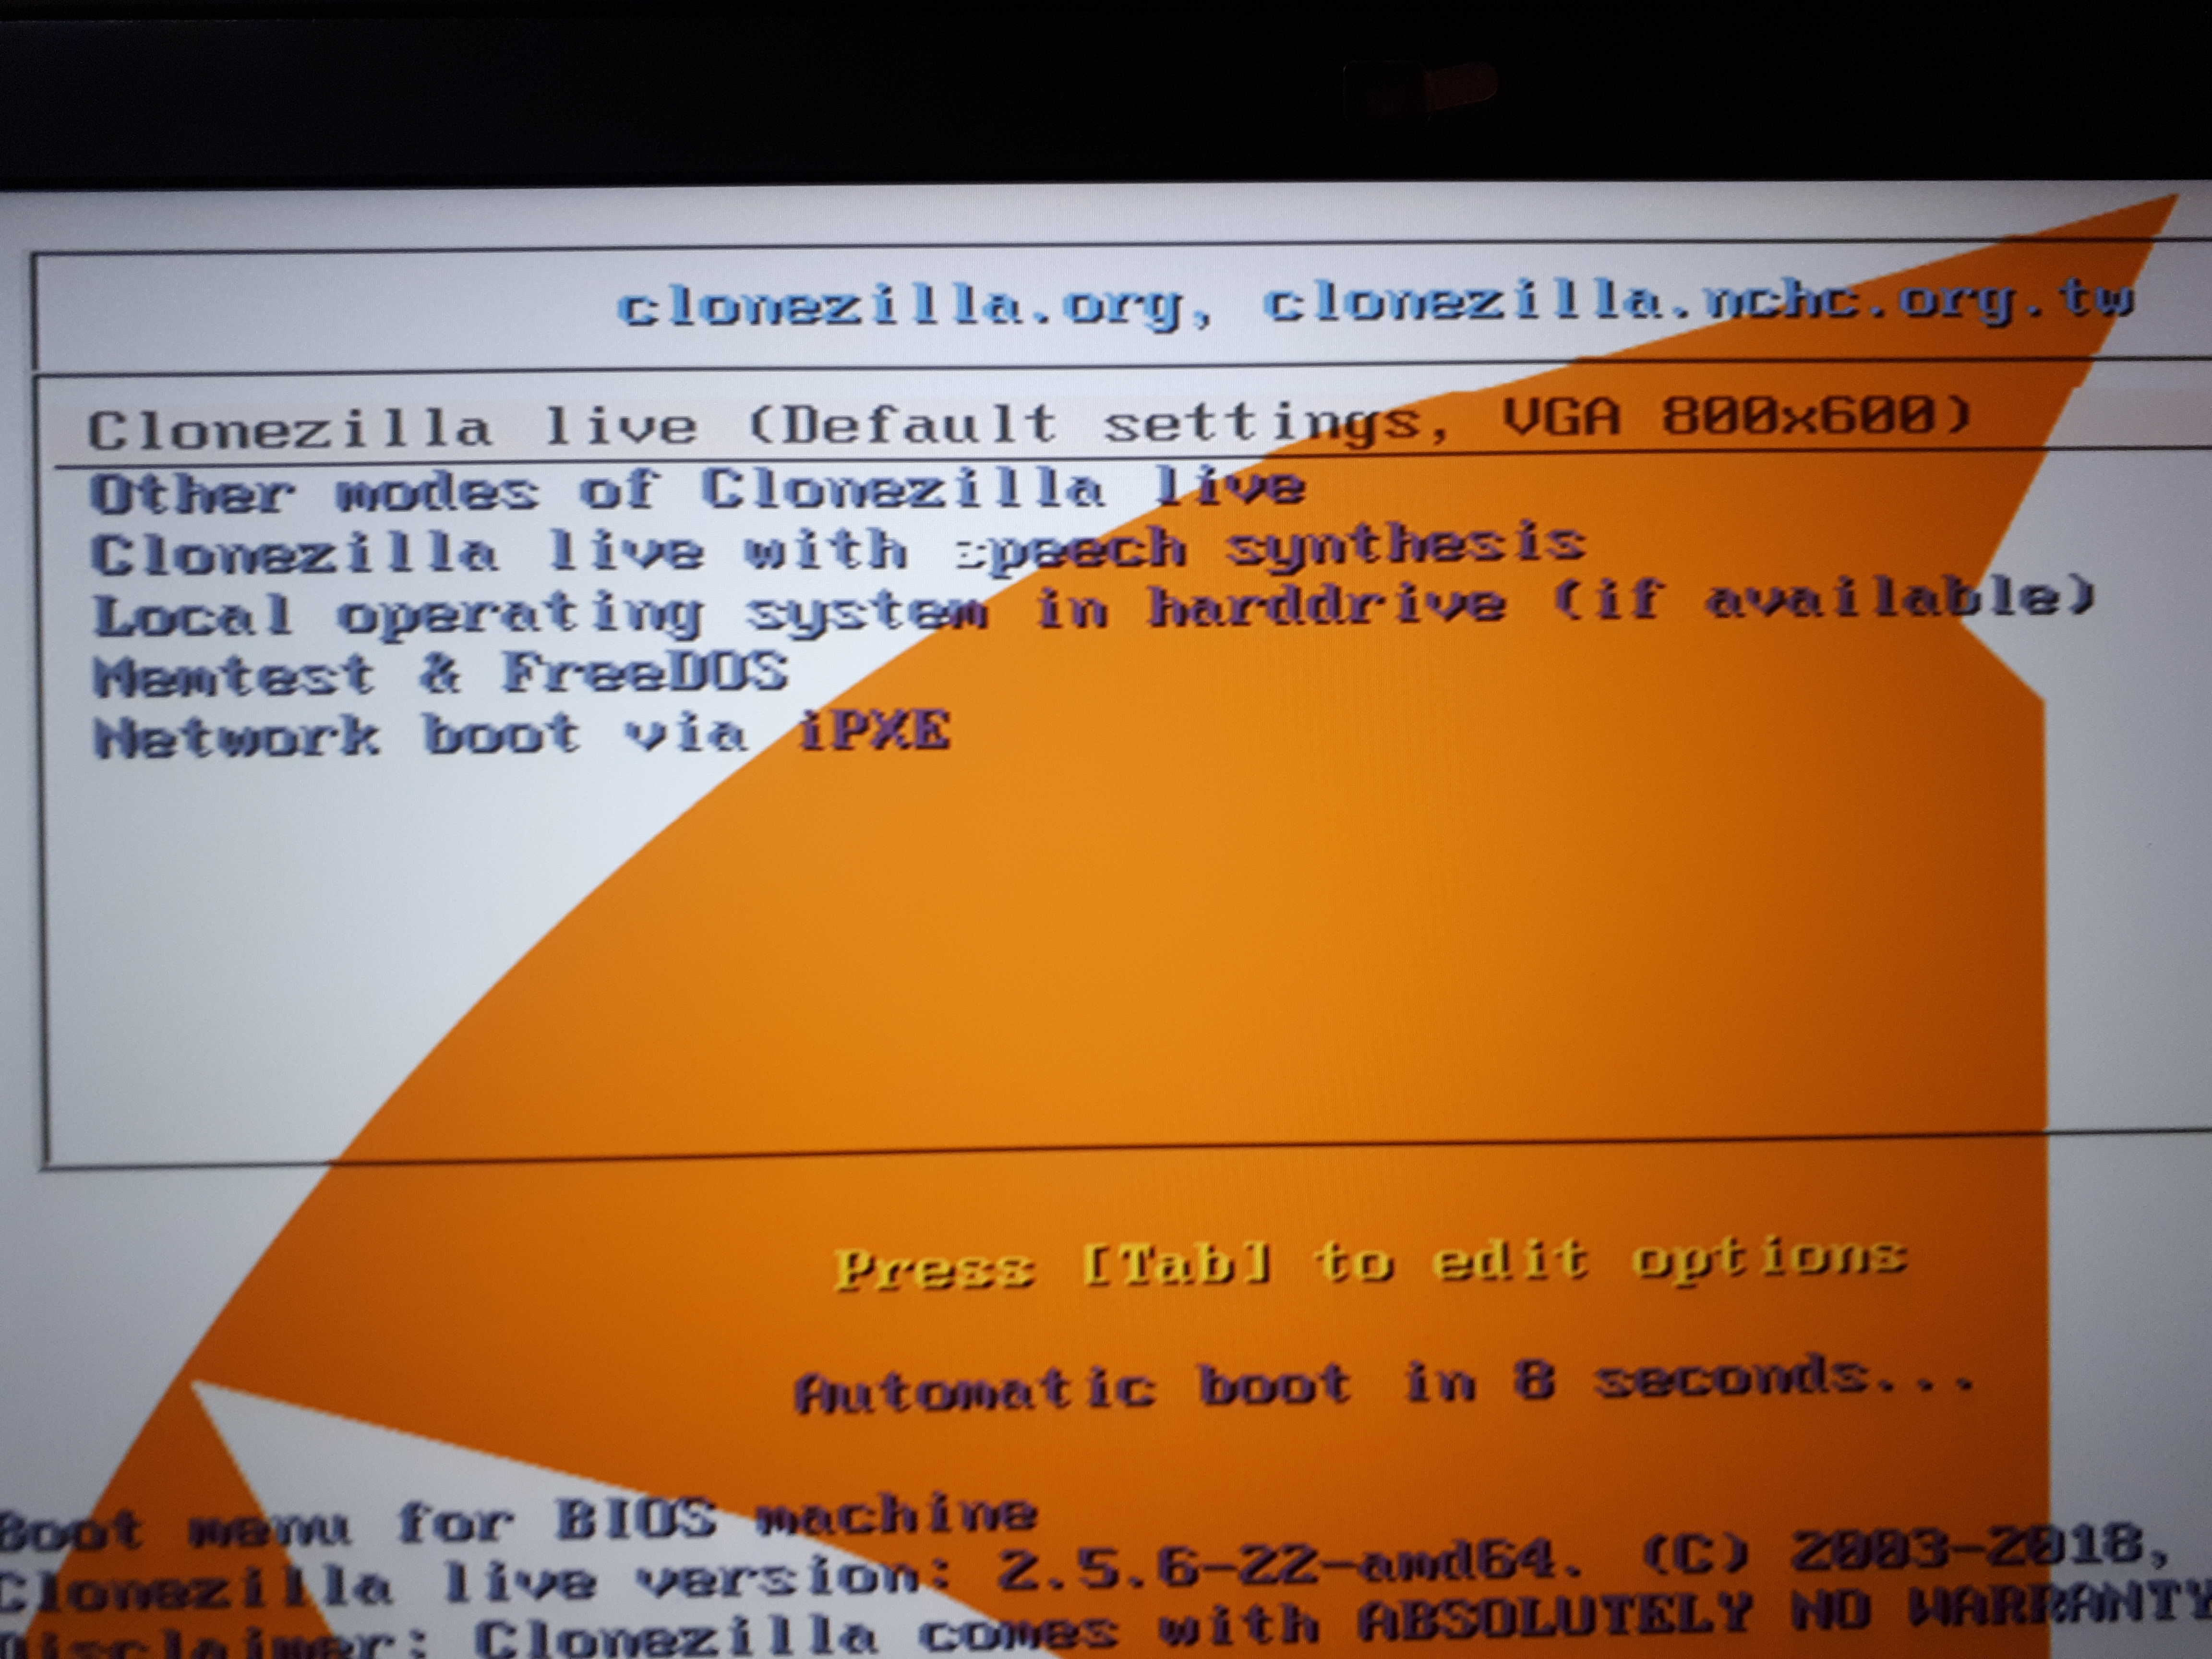 clonezilla.org, clonezilla.nchc.org.tw
Clonezilla live (Default settings, VGA 800x600)
Other modes of Clonezilla live
Clonezilla live with speech synthesis
Local operating system in harddrive (if available)
Memtest & FreeDOS
Network boot via iPXE
Press [Tab] to edit options
Automatic boot in 8 seconds...
Boot menu for BIOS machine
Clonezilla live version: 2.5.6-22-amd64. (C) 2003-2018,
Disclaimer: Clonezilla comes with ABSOLUTELY NO WARRANTY